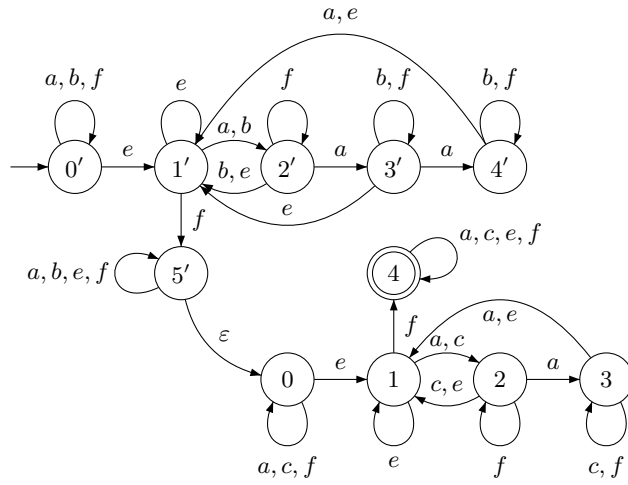 a, e
a, b, f
e
f
b, f
b, f
0′
e
1′
a, b
b, e
2′
a
3′
a
4′
e
f
a, b, e, f
5′
4
a, c, e, f
ε
f
a, c
a, e
0
e
1
c, e
2
a
3
a, c, f
e
f
c, f